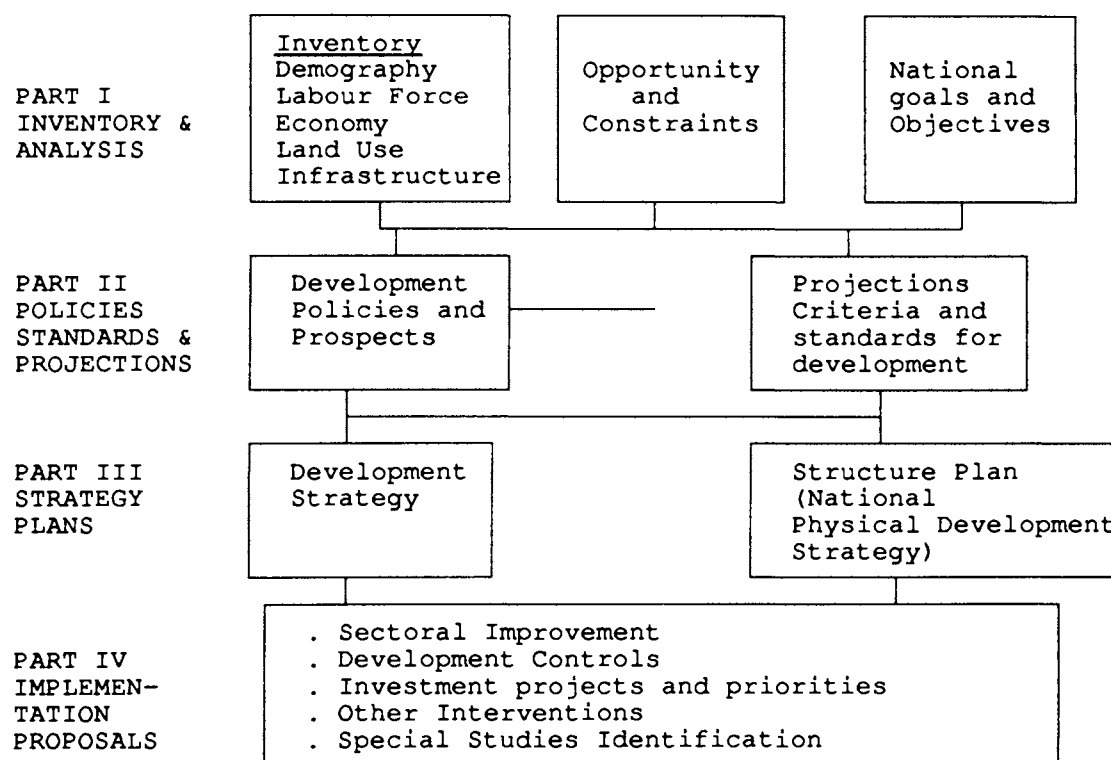 PART I
INVENTORY &
ANALYSIS
Inventory
Demography
Labour Force
Economy
Land Use
Infrastructure
Opportunity
and
Constraints
National
goals and
Objectives
PART II
POLICIES
STANDARDS &
PROJECTIONS
Development
Policies and
Prospects
Projections
Criteria and
standards for
development
PART III
STRATEGY
PLANS
Development
Strategy
Structure Plan
(National
Physical Development
Strategy)
PART IV
IMPLEMEN-
TATION
PROPOSALS
. Sectoral Improvement
. Development Controls
. Investment projects and priorities
. Other Interventions
. Special Studies Identification